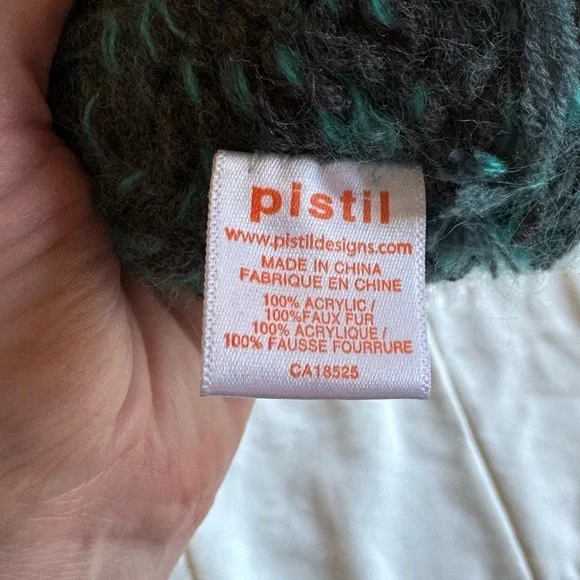 pistil
www.pistildesigns.com
MADE IN CHINA
FABRIQUE EN CHINE
100% ACRYLIC /
100%FAUX FUR
100% ACRYLIQUE /
100% FAUSSE FOURRURE
CA18525